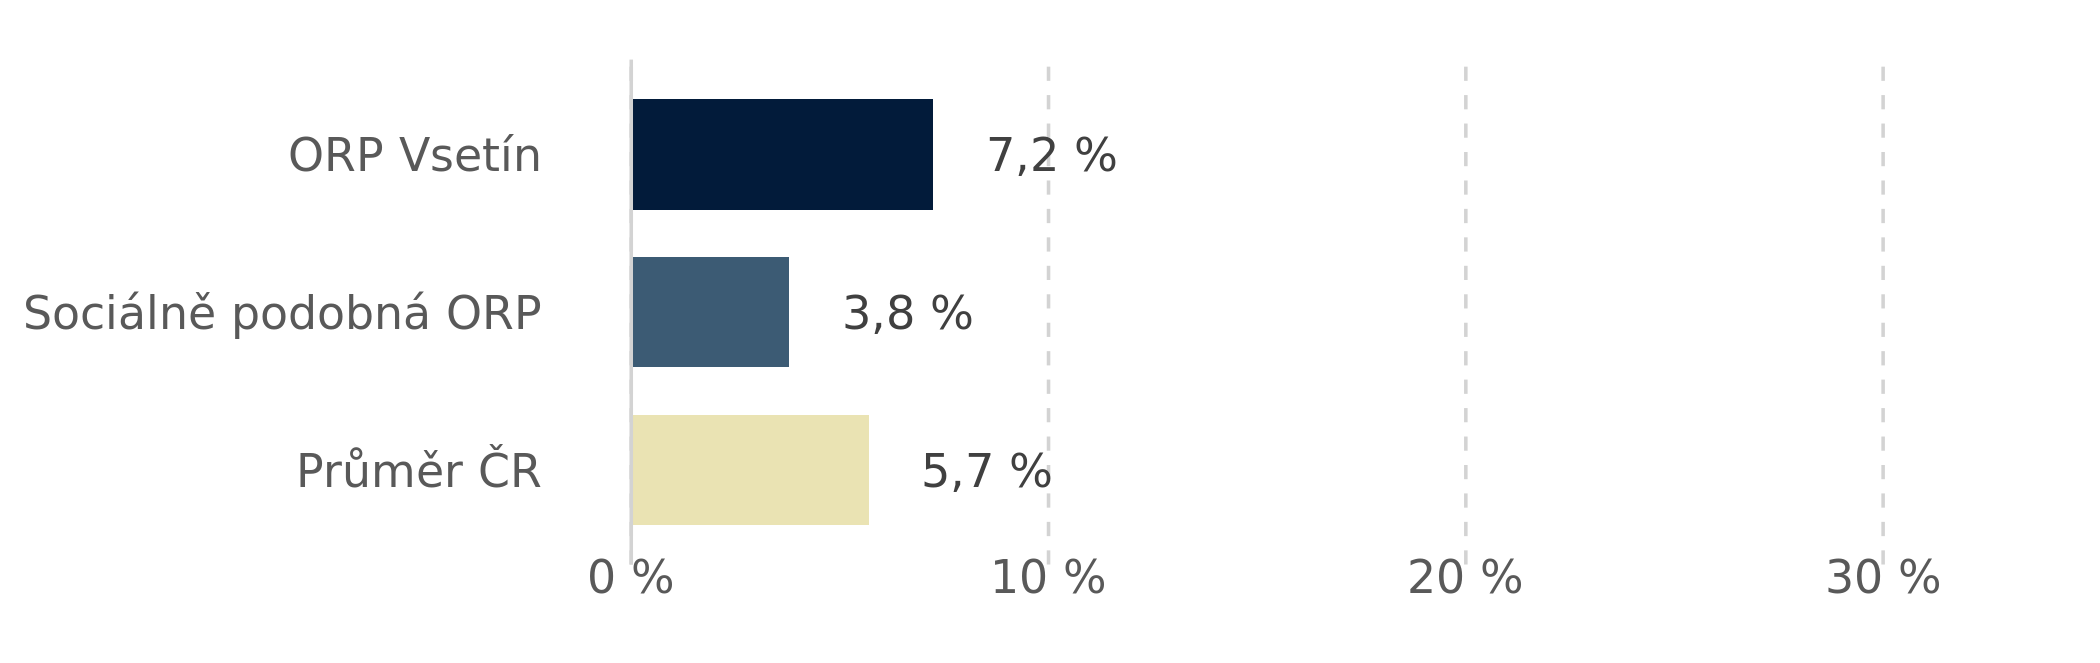 ORP Vsetín 7,2 %
Sociálně podobná ORP 3,8 %
Průměr ČR 5,7 %
0 % 10 % 20 % 30 %